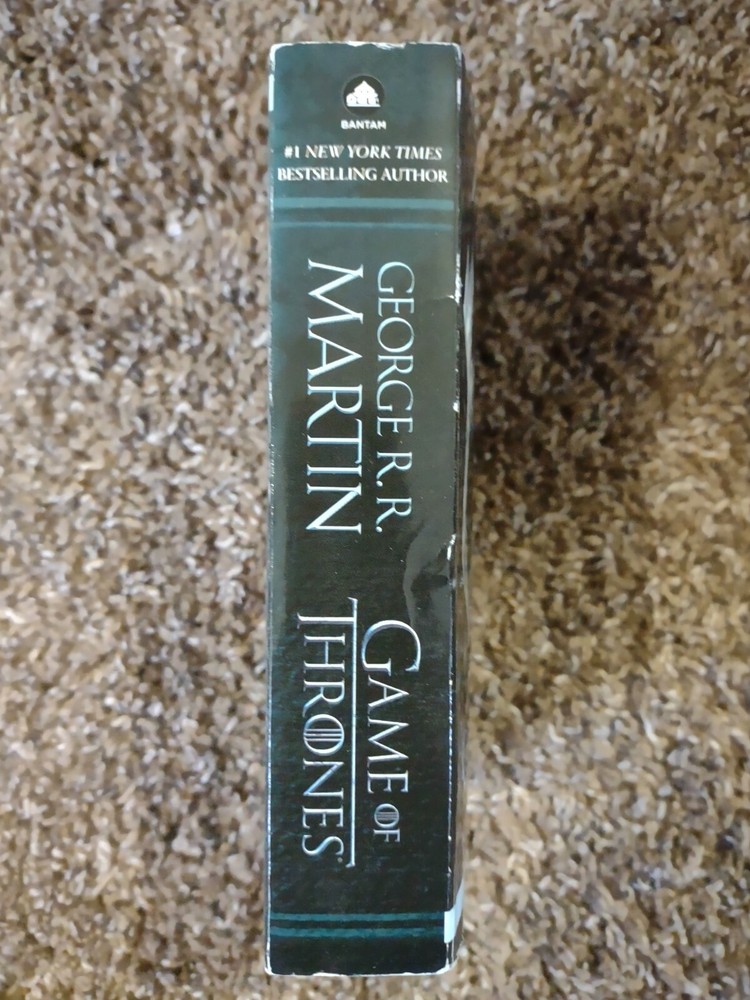 BANTAM
#1 NEW YORK TIMES
BESTSELLING AUTHOR
GEORGE R. R.
MARTIN
GAME OF
THRONES